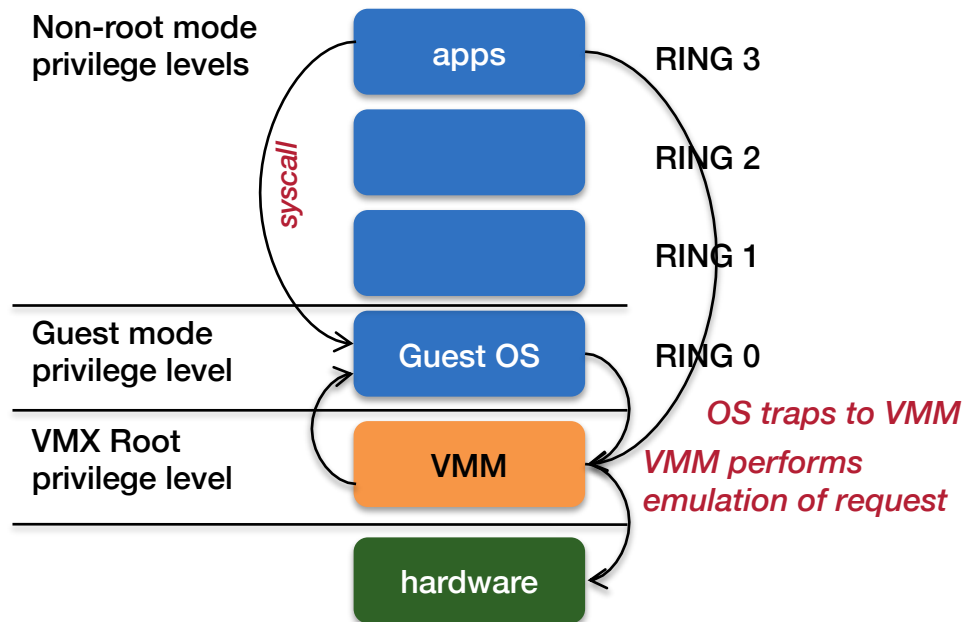 Non-root mode
privilege levels
apps
RING 3
RING 2
syscall
RING 1
Guest mode
privilege level
Guest OS
RING 0
OS traps to VMM
VMX Root
privilege level
VMM
VMM performs
emulation of request
hardware